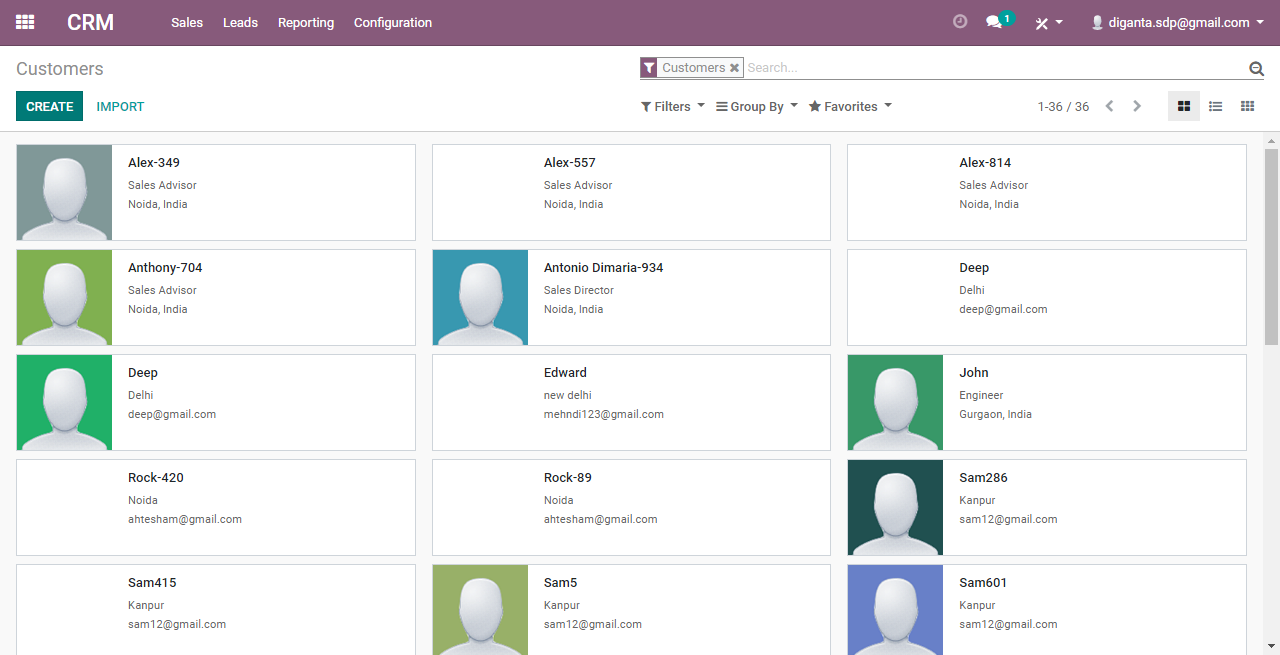 CRM Sales Leads Reporting Configuration 1 diganta.sdp@gmail.com
Customers Customers Search...
CREATE IMPORT Filters Group By Favorites 1-36 / 36
Alex-349
Sales Advisor
Noida, India
Alex-557
Sales Advisor
Noida, India
Alex-814
Sales Advisor
Noida, India
Anthony-704
Sales Advisor
Noida, India
Antonio Dimaria-934
Sales Director
Noida, India
Deep
Delhi
deep@gmail.com
Deep
Delhi
deep@gmail.com
Edward
new delhi
mehndi123@gmail.com
John
Engineer
Gurgaon, India
Rock-420
Noida
ahtesham@gmail.com
Rock-89
Noida
ahtesham@gmail.com
Sam286
Kanpur
sam12@gmail.com
Sam415
Kanpur
sam12@gmail.com
Sam5
Kanpur
sam12@gmail.com
Sam601
Kanpur
sam12@gmail.com